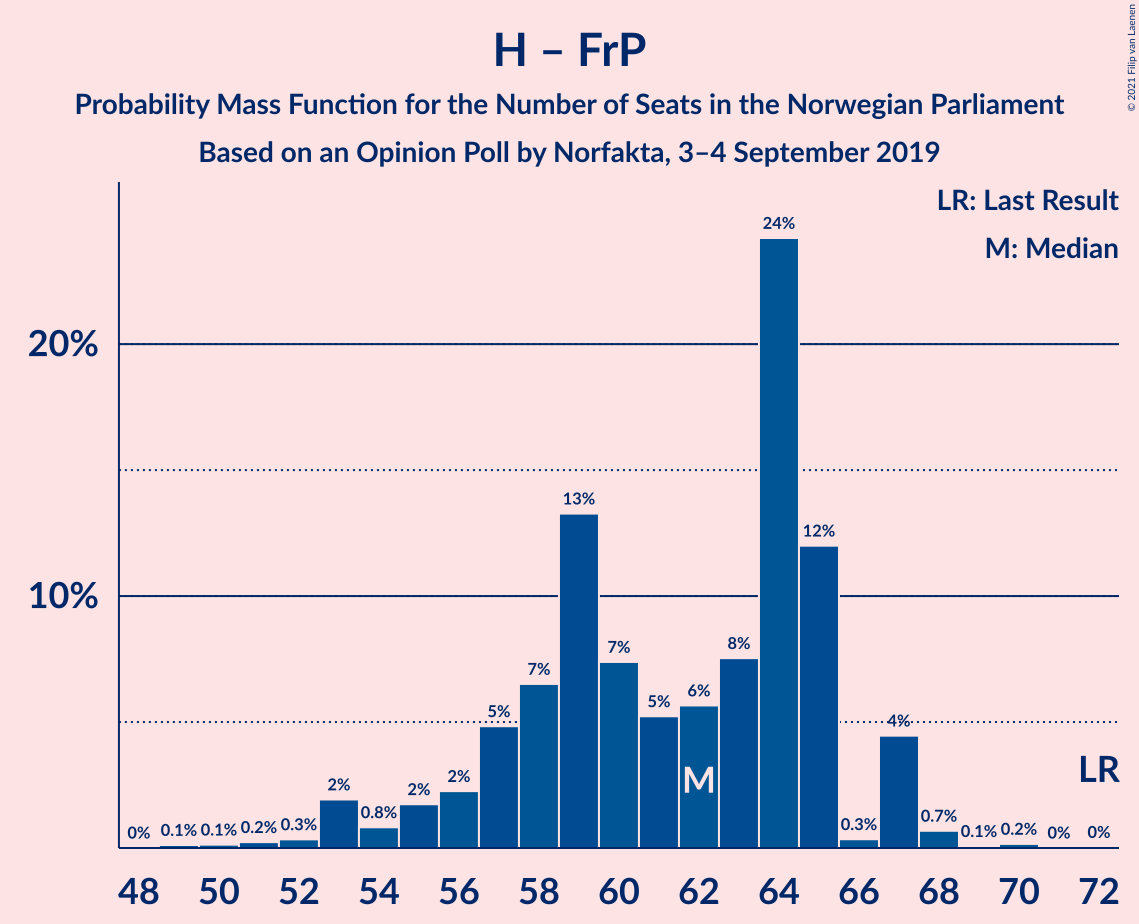 H – FrP
Probability Mass Function for the Number of Seats in the Norwegian Parliament
Based on an Opinion Poll by Norfakta, 3–4 September 2019
© 2021 Filip van Laenen
LR: Last Result
M: Median
20%
10%
0% 0.1% 0.1% 0.2% 0.3% 2% 0.8% 2% 2% 5% 7% 13% 7% 5% 6% 8% 24% 12% 0.3% 4% 0.7% 0.1% 0.2% 0% 0%
M
LR
48 50 52 54 56 58 60 62 64 66 68 70 72